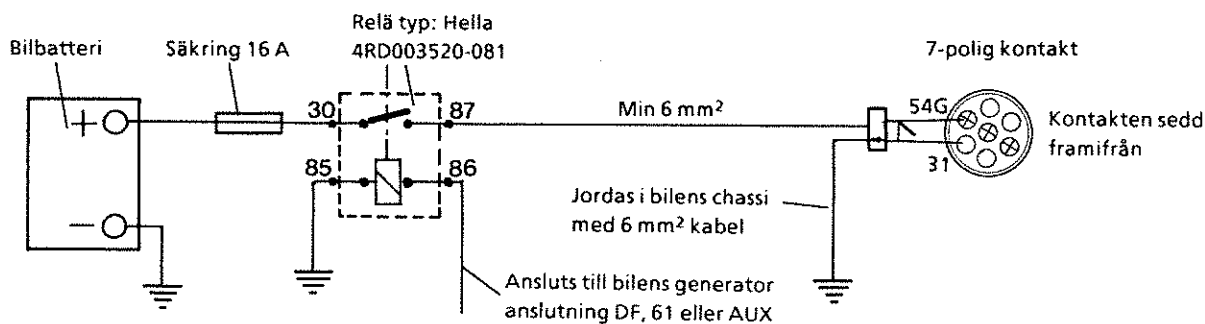 Relä typ: Hella
4RD003520-081
Bilbatteri
Säkring 16 A
7-polig kontakt
+
30
87
Min 6 mm²
54G
Kontakten sedd
framifrån
85
86
31
−
Jordas i bilens chassi
med 6 mm² kabel
Ansluts till bilens generator
anslutning DF, 61 eller AUX